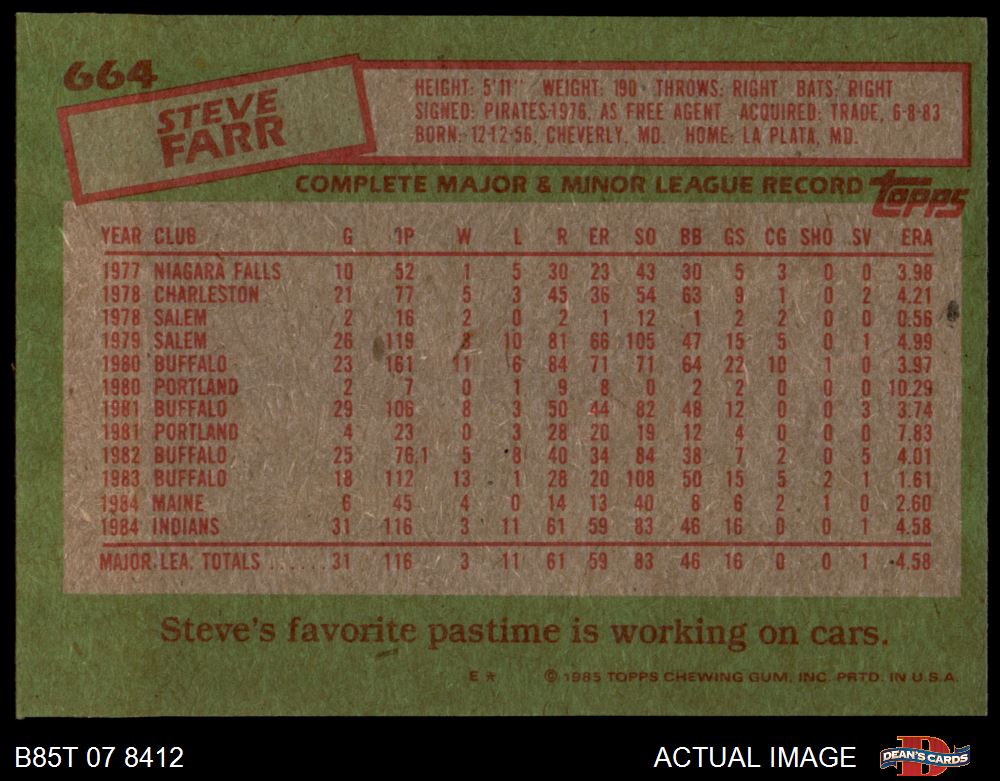 664
STEVE
FARR
HEIGHT: 5'11" WEIGHT: 190 THROWS: RIGHT BATS: RIGHT
SIGNED: PIRATES-1976, AS FREE AGENT ACQUIRED: TRADE, 6-8-83
BORN: 12-12-56, CHEVERLY, MD. HOME: LA PLATA, MD.
COMPLETE MAJOR & MINOR LEAGUE RECORD topps
YEAR CLUB G IP W L R ER SO BB GS CG SHO SV ERA
1977 NIAGARA FALLS 10 52 1 5 30 23 43 30 5 3 0 0 3.98
1978 CHARLESTON 21 77 5 3 45 36 54 63 9 1 0 2 4.21
1978 SALEM 2 16 2 0 2 1 12 1 2 2 0 0 0.56
1979 SALEM 26 119 8 10 81 66 105 47 15 5 0 1 4.99
1980 BUFFALO 23 161 11 6 84 71 71 64 22 10 1 0 3.97
1980 PORTLAND 2 7 0 1 9 8 0 2 2 0 0 0 10.29
1981 BUFFALO 29 106 8 3 50 44 82 48 12 0 0 3 3.74
1981 PORTLAND 4 23 0 3 28 20 19 12 4 0 0 0 7.83
1982 BUFFALO 25 76.1 5 8 40 34 84 38 7 2 0 5 4.01
1983 BUFFALO 18 112 13 1 28 20 108 50 15 5 2 1 1.61
1984 MAINE 6 45 4 0 14 13 40 8 6 2 1 0 2.60
1984 INDIANS 31 116 3 11 61 59 83 46 16 0 0 1 4.58
MAJOR LEA. TOTALS ...... 31 116 3 11 61 59 83 46 16 0 0 1 4.58
Steve's favorite pastime is working on cars.
E * © 1985 TOPPS CHEWING GUM, INC. PRTD. IN U.S.A.
B85T 07 8412 ACTUAL IMAGE DEAN'S CARDS